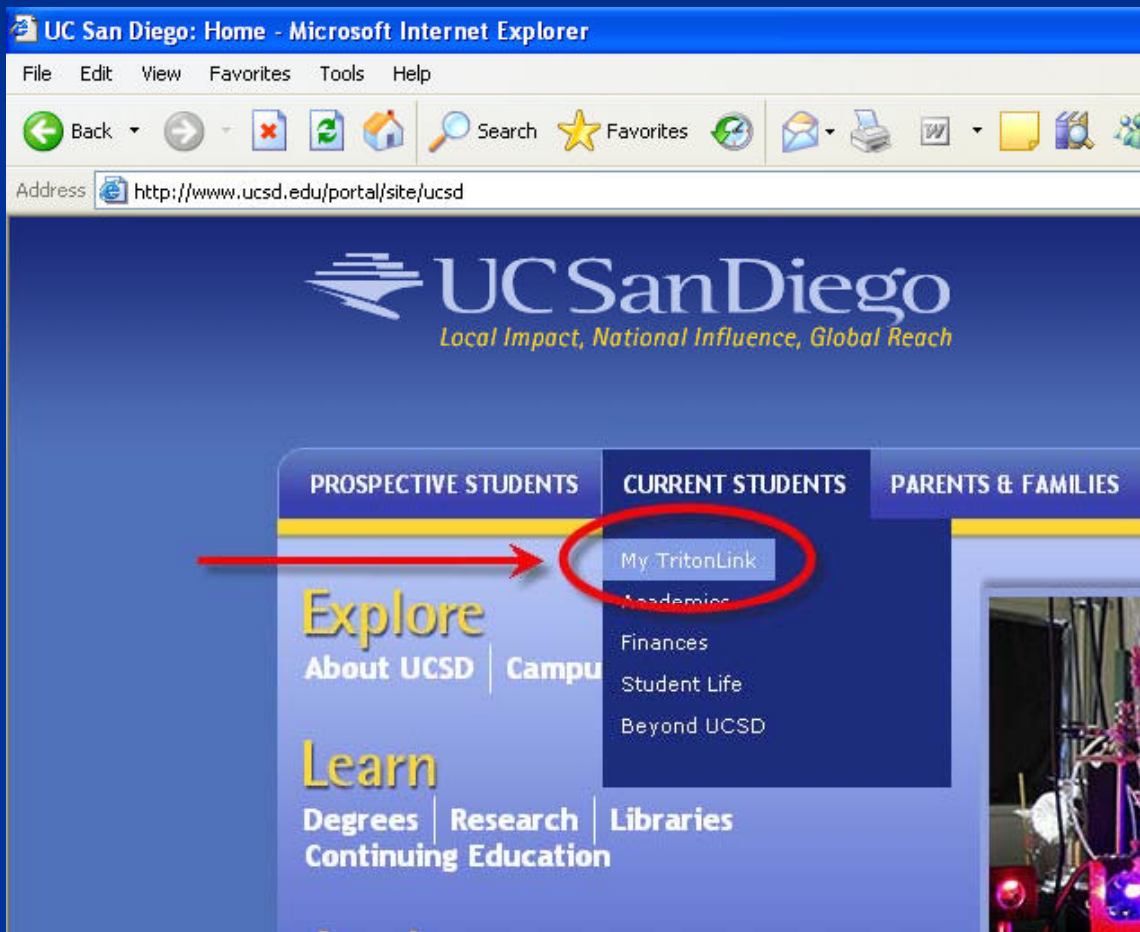 UC San Diego: Home - Microsoft Internet Explorer
File Edit View Favorites Tools Help
Back Search Favorites
Address http://www.ucsd.edu/portal/site/ucsd
UCSanDiego
Local Impact, National Influence, Global Reach
PROSPECTIVE STUDENTS CURRENT STUDENTS PARENTS & FAMILIES
My TritonLink
Academics
Finances
Student Life
Beyond UCSD
Explore
About UCSD
Learn
Degrees Research Libraries
Continuing Education